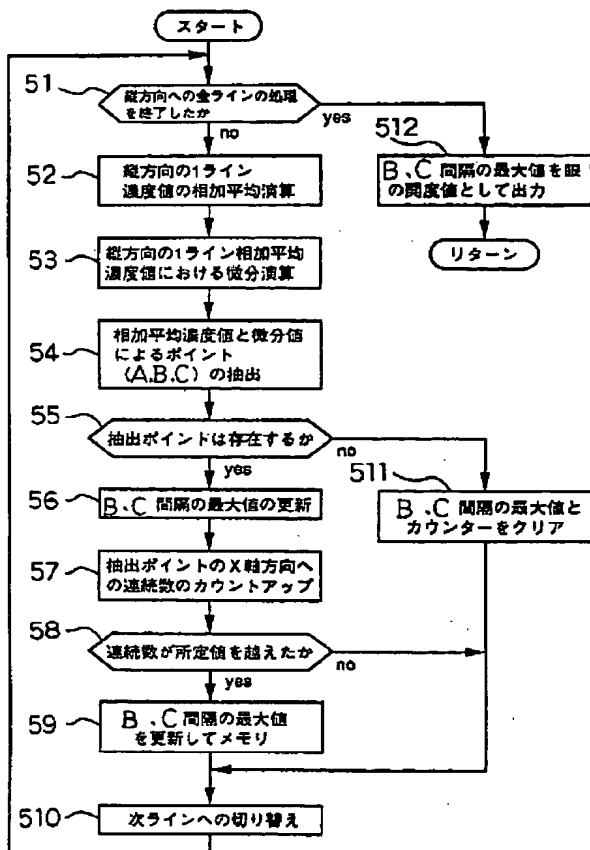 スタート
51
縦方向への全ラインの処理
を終了したか
no
yes
512
B、C 間隔の最大値を眼
の開度値として出力
リターン
52
縦方向の1ライン
濃度値の相加平均演算
53
縦方向の1ライン相加平均
濃度値における微分演算
54
相加平均濃度値と微分値
によるポイント
(A,B,C)の抽出
55
抽出ポイントは存在するか
no
yes
511
B、C 間隔の最大値と
カウンターをクリア
56
B、C 間隔の最大値の更新
57
抽出ポイントのX軸方向へ
の連続数のカウントアップ
58
連続数が所定値を越えたか
no
yes
59
B、C 間隔の最大値
を更新してメモリ
510
次ラインへの切り替え